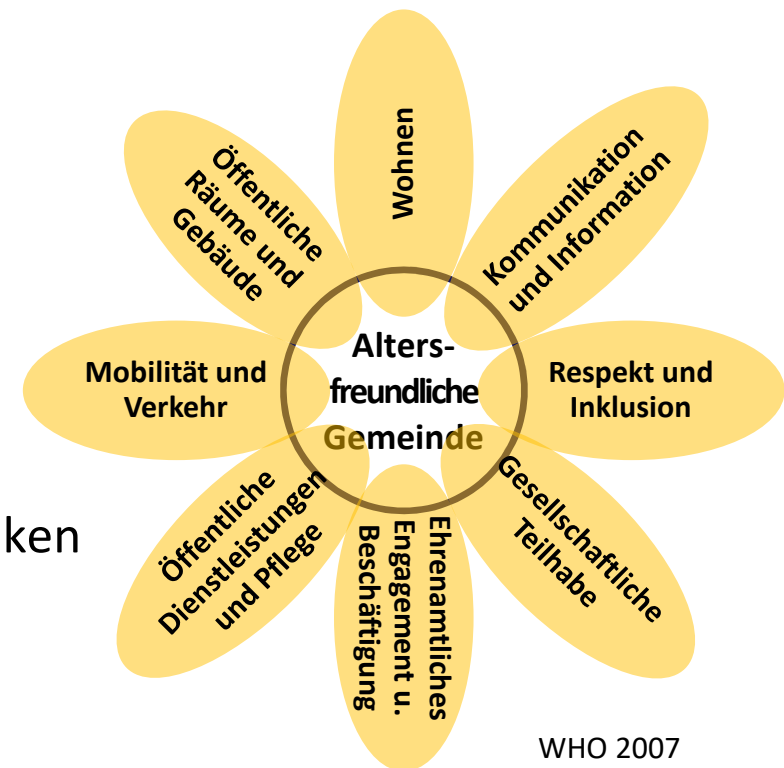 Wohnen
Kommunikation
und Information
Respekt und
Inklusion
Gesellschaftliche
Teilhabe
Ehrenamtliches
Engagement u.
Beschäftigung
Öffentliche
Dienstleistungen
und Pflege
Mobilität und
Verkehr
Öffentliche
Räume und
Gebäude
Alters-
freundliche
Gemeinde
ken
WHO 2007